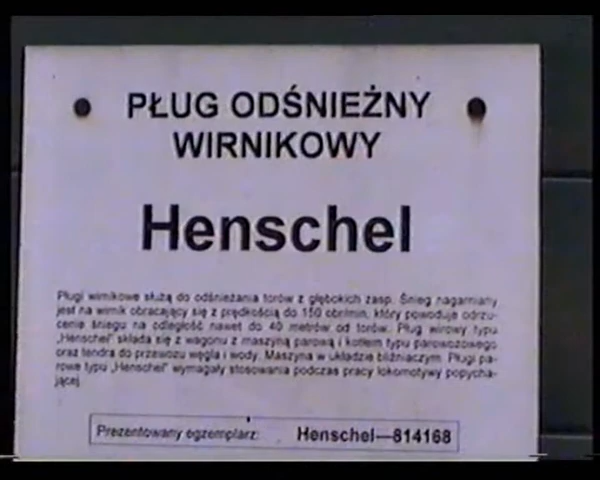 PŁUG ODŚNIEŻNY
WIRNIKOWY
Henschel
Pługi wirnikowe służą do odśnieżania torów z głębokich zasp. Śnieg nagarniany
jest na wirnik obracający się z prędkością do 150 obr/min, który powoduje odrzu-
cenie śniegu na odległość nawet do 40 metrów od torów. Pług wirowy typu
„Henschel" składa się z wagonu z maszyną parową i kotłem typu parowozowego
oraz tendra do przewozu węgla i wody. Maszyna w układzie bliźniaczym. Pługi pa-
rowe typu „Henschel" wymagały stosowania podczas pracy lokomotywy popycha-
jącej.
Prezentowany egzemplarz: Henschel—814168